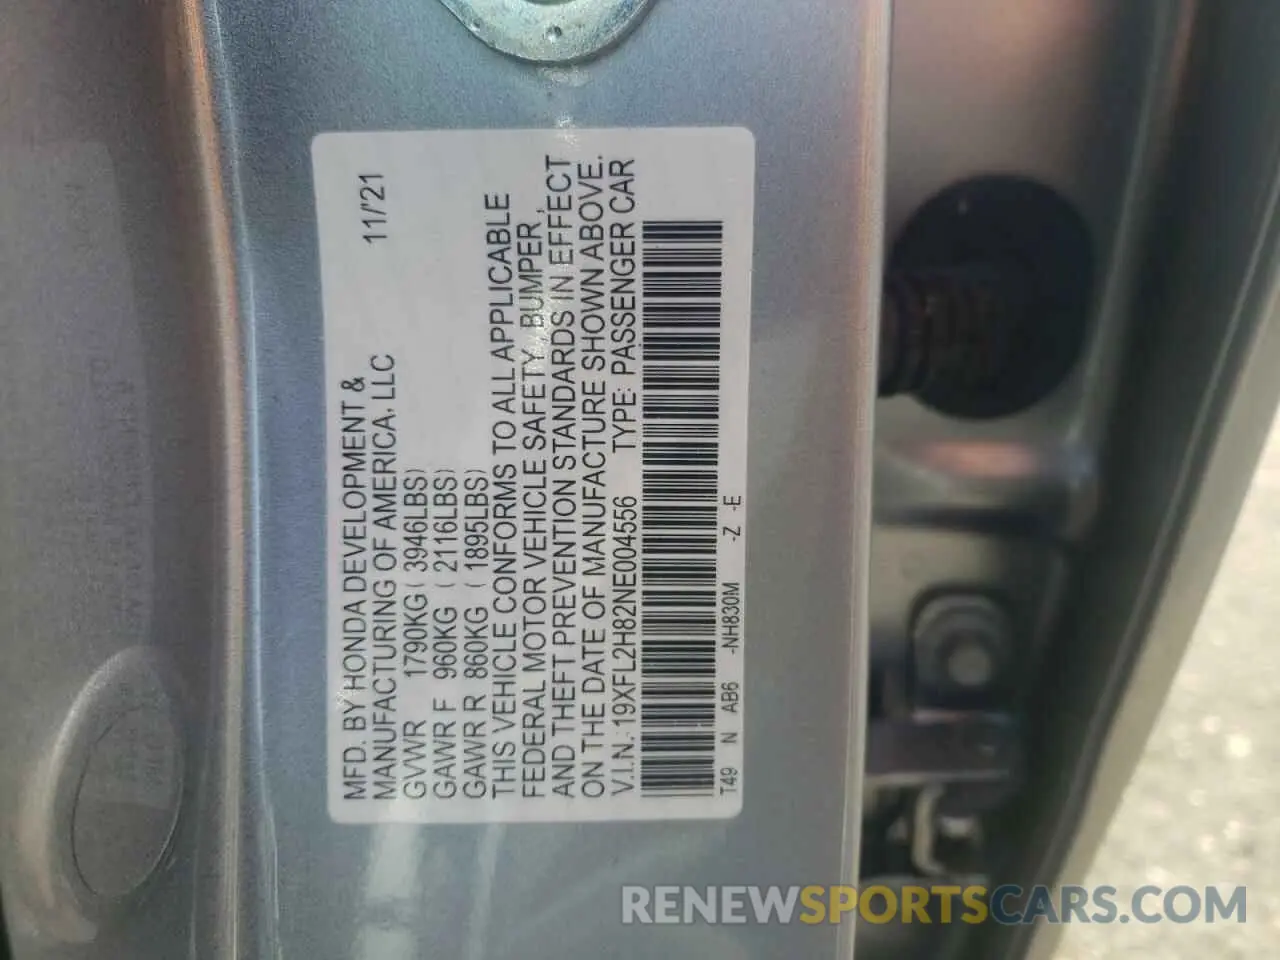 MFD. BY HONDA DEVELOPMENT &
MANUFACTURING OF AMERICA, LLC 11/'21
GVWR 1790KG ( 3946LBS)
GAWR F 960KG ( 2116LBS)
GAWR R 860KG ( 1895LBS)
THIS VEHICLE CONFORMS TO ALL APPLICABLE
FEDERAL MOTOR VEHICLE SAFETY, BUMPER,
AND THEFT PREVENTION STANDARDS IN EFFECT
ON THE DATE OF MANUFACTURE SHOWN ABOVE.
V.I.N.: 19XFL2H82NE004556 TYPE: PASSENGER CAR
T49 N AB6 -NH830M -Z -E
RENEWSPORTSCARS.COM